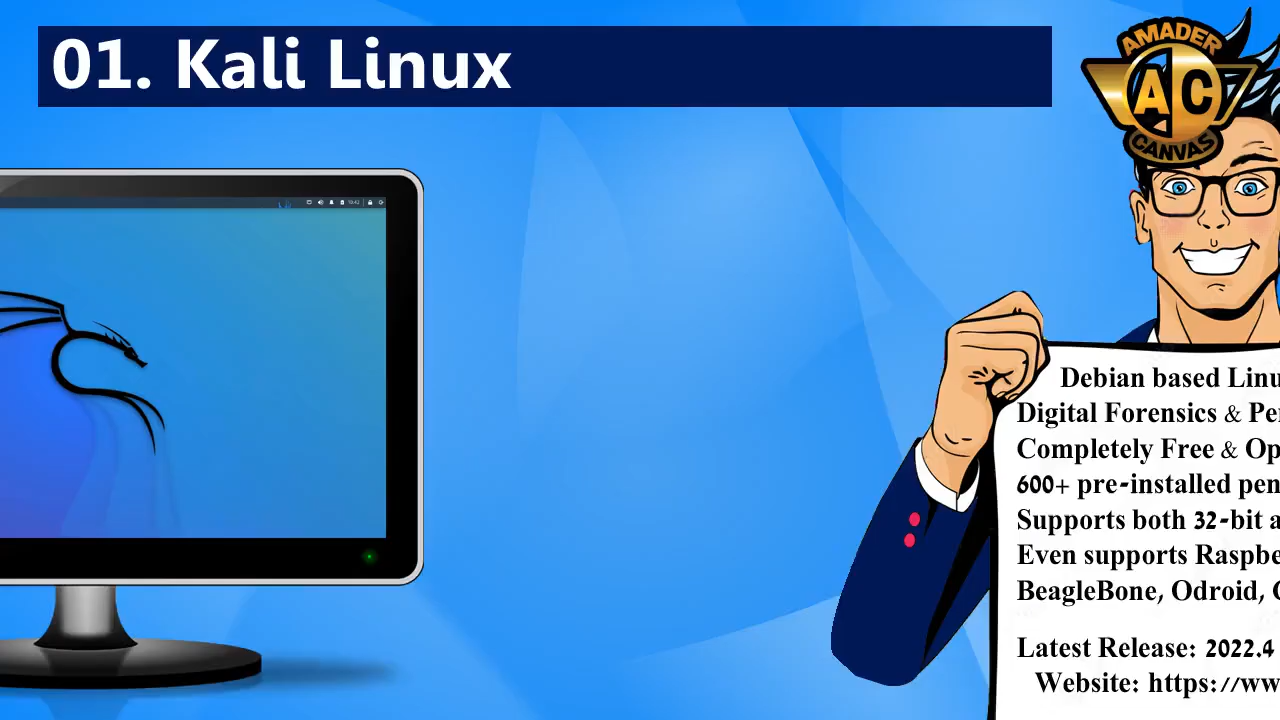 01. Kali Linux
AMADER
AC
CANVAS
Debian based Linu
Digital Forensics & Pe
Completely Free & Op
600+ pre-installed pen
Supports both 32-bit a
Even supports Raspbe
BeagleBone, Odroid, C
Latest Release: 2022.4
Website: https://ww